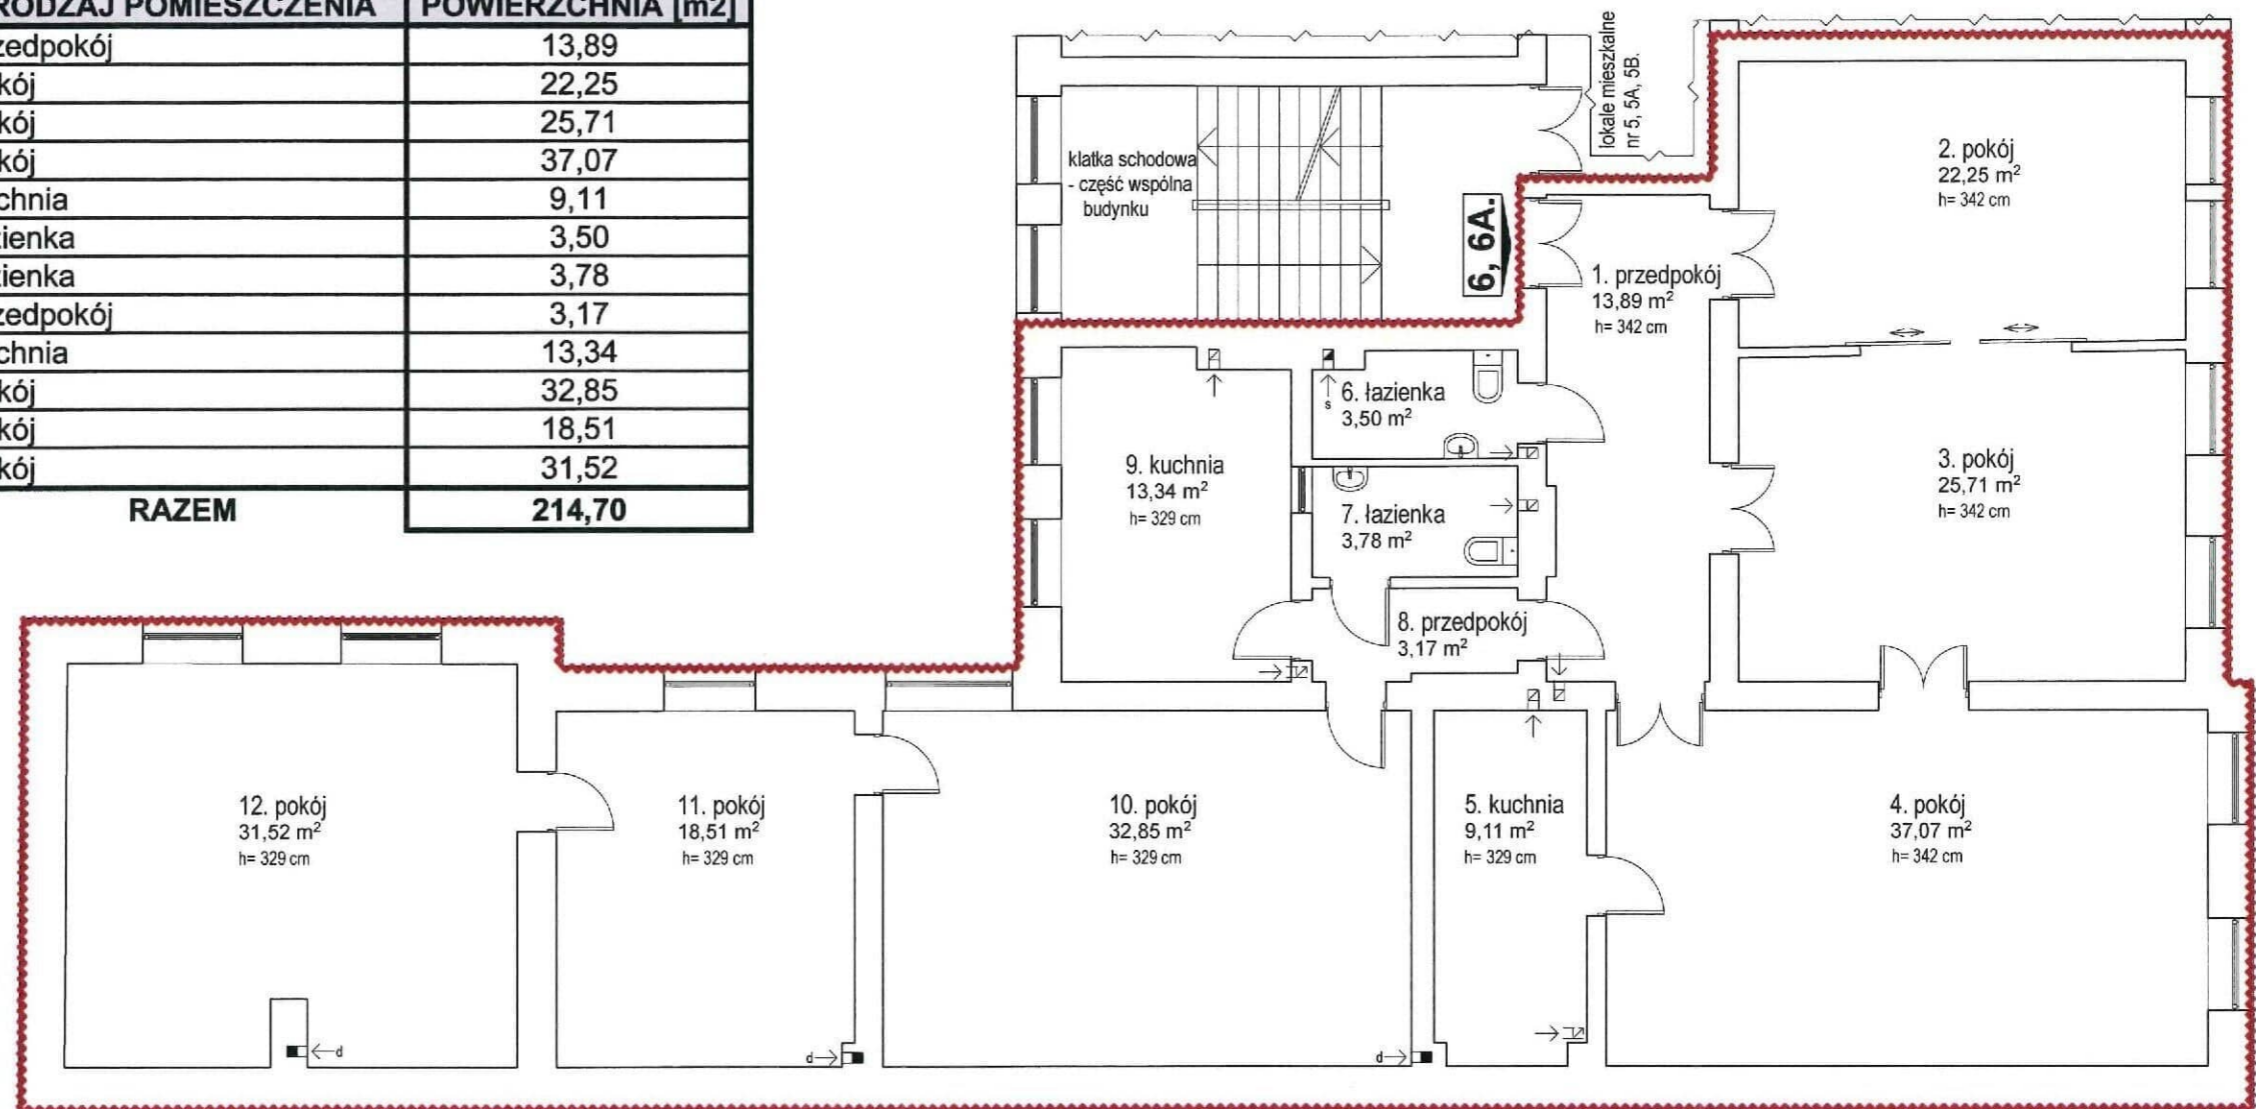 RODZAJ POMIESZCZENIA POWIERZCHNIA [m2]
zedpokój 13,89
kój 22,25
kój 25,71
kój 37,07
chnia 9,11
zienka 3,50
zienka 3,78
zedpokój 3,17
chnia 13,34
kój 32,85
kój 18,51
kój 31,52
RAZEM 214,70
klatka schodowa
- część wspólna
budynku
lokale mieszkalne
nr 5, 5A, 5B.
6, 6A.
1. przedpokój
13,89 m²
h= 342 cm
2. pokój
22,25 m²
h= 342 cm
3. pokój
25,71 m²
h= 342 cm
6. łazienka
3,50 m²
s
9. kuchnia
13,34 m²
h= 329 cm
7. łazienka
3,78 m²
8. przedpokój
3,17 m²
12. pokój
31,52 m²
h= 329 cm
d
11. pokój
18,51 m²
h= 329 cm
d
10. pokój
32,85 m²
h= 329 cm
d
5. kuchnia
9,11 m²
h= 329 cm
4. pokój
37,07 m²
h= 342 cm